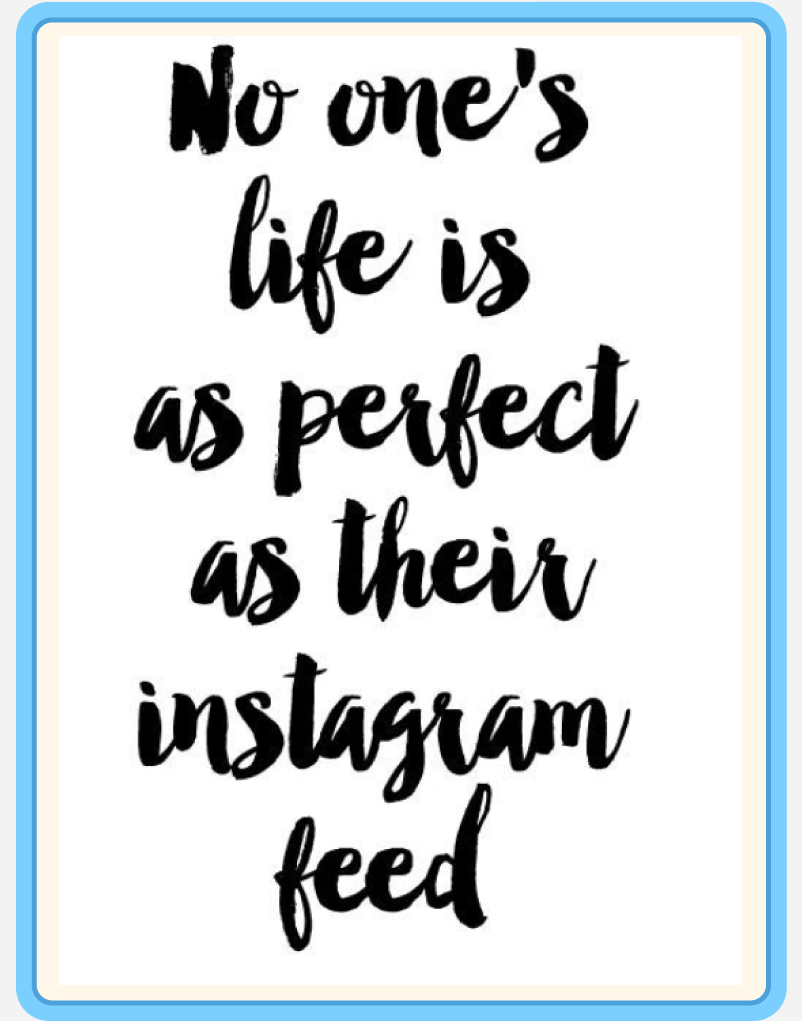 No one's
life is
as perfect
as their
instagram
feed